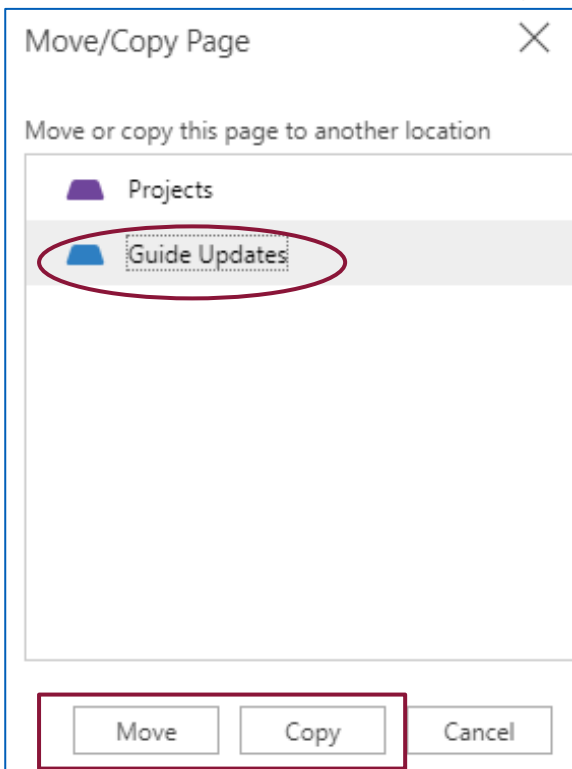 Move/Copy Page
Move or copy this page to another location
Projects
Guide Updates
Move Copy Cancel